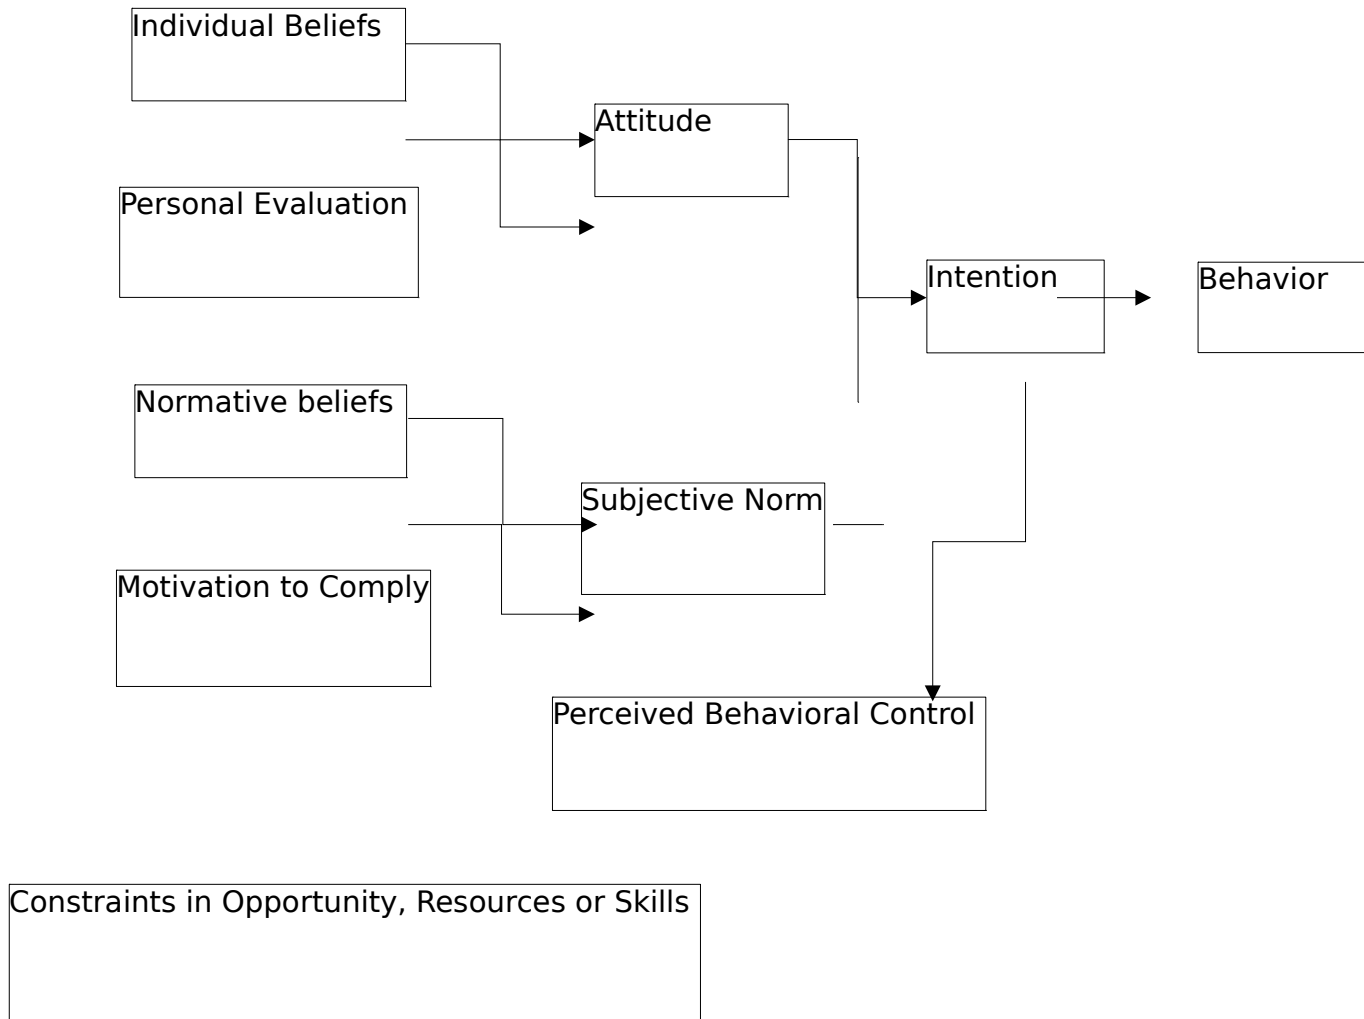 Individual Beliefs
Attitude
Personal Evaluation
Intention
Behavior
Normative beliefs
Subjective Norm
Motivation to Comply
Perceived Behavioral Control
Constraints in Opportunity, Resources or Skills